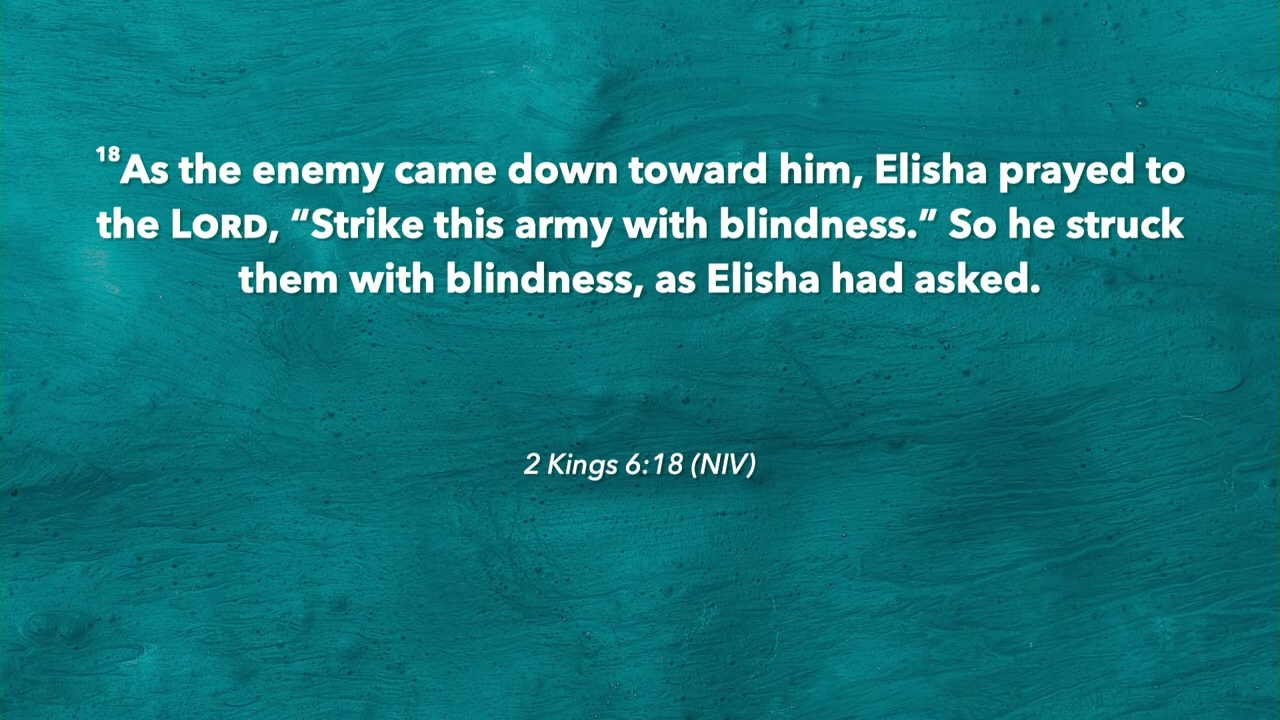 18As the enemy came down toward him, Elisha prayed to
the LORD, “Strike this army with blindness.” So he struck
them with blindness, as Elisha had asked.
2 Kings 6:18 (NIV)